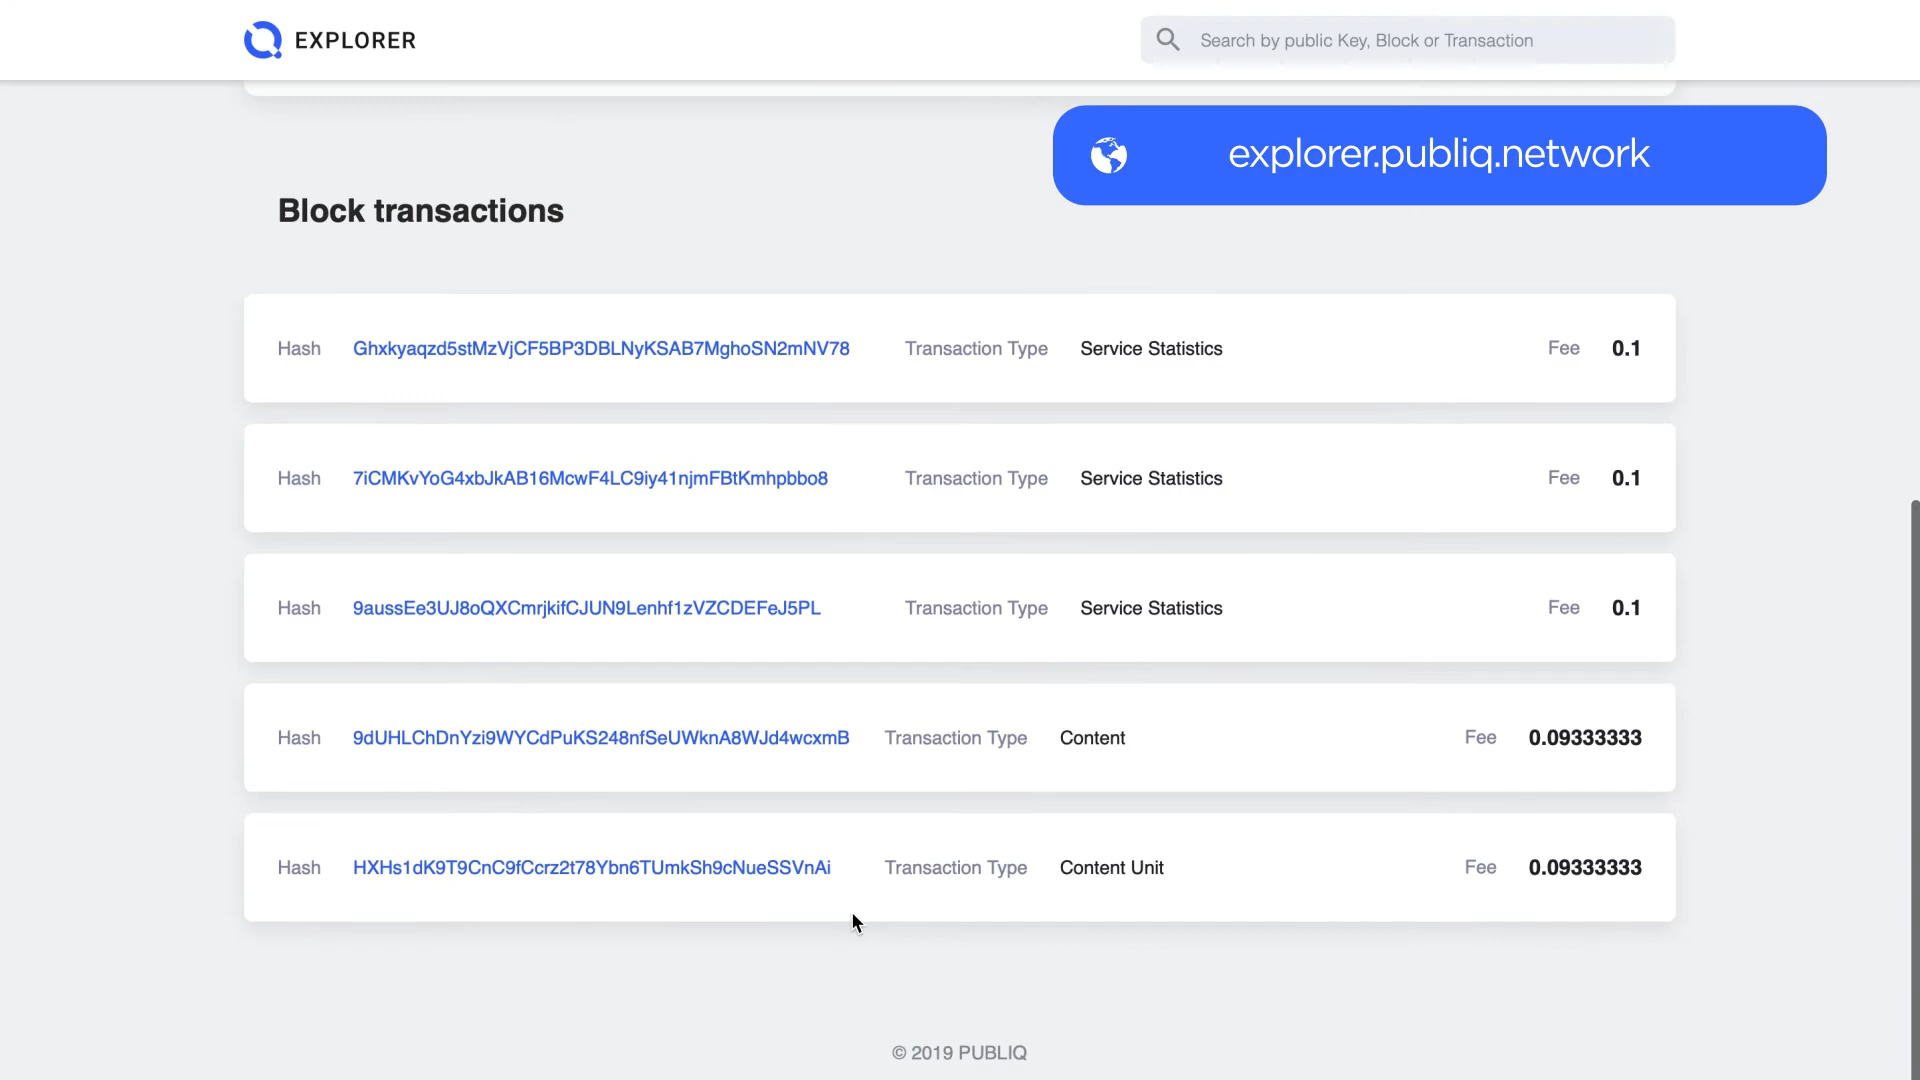 EXPLORER
Search by public Key, Block or Transaction
explorer.publiq.network
Block transactions
Hash Ghxkyaqzd5stMzVjCF5BP3DBLNyKSAB7MghoSN2mNV78 Transaction Type Service Statistics Fee 0.1
Hash 7iCMKvYoG4xbJkAB16McwF4LC9iy41njmFBtKmhpbbo8 Transaction Type Service Statistics Fee 0.1
Hash 9aussEe3UJ8oQXCmrjkifCJUN9Lenhf1zVZCDEFeJ5PL Transaction Type Service Statistics Fee 0.1
Hash 9dUHLChDnYzi9WYCdPuKS248nfSeUWknA8WJd4wcxmB Transaction Type Content Fee 0.09333333
Hash HXHs1dK9T9CnC9fCcrz2t78Ybn6TUmkSh9cNueSSVnAi Transaction Type Content Unit Fee 0.09333333
© 2019 PUBLIQ